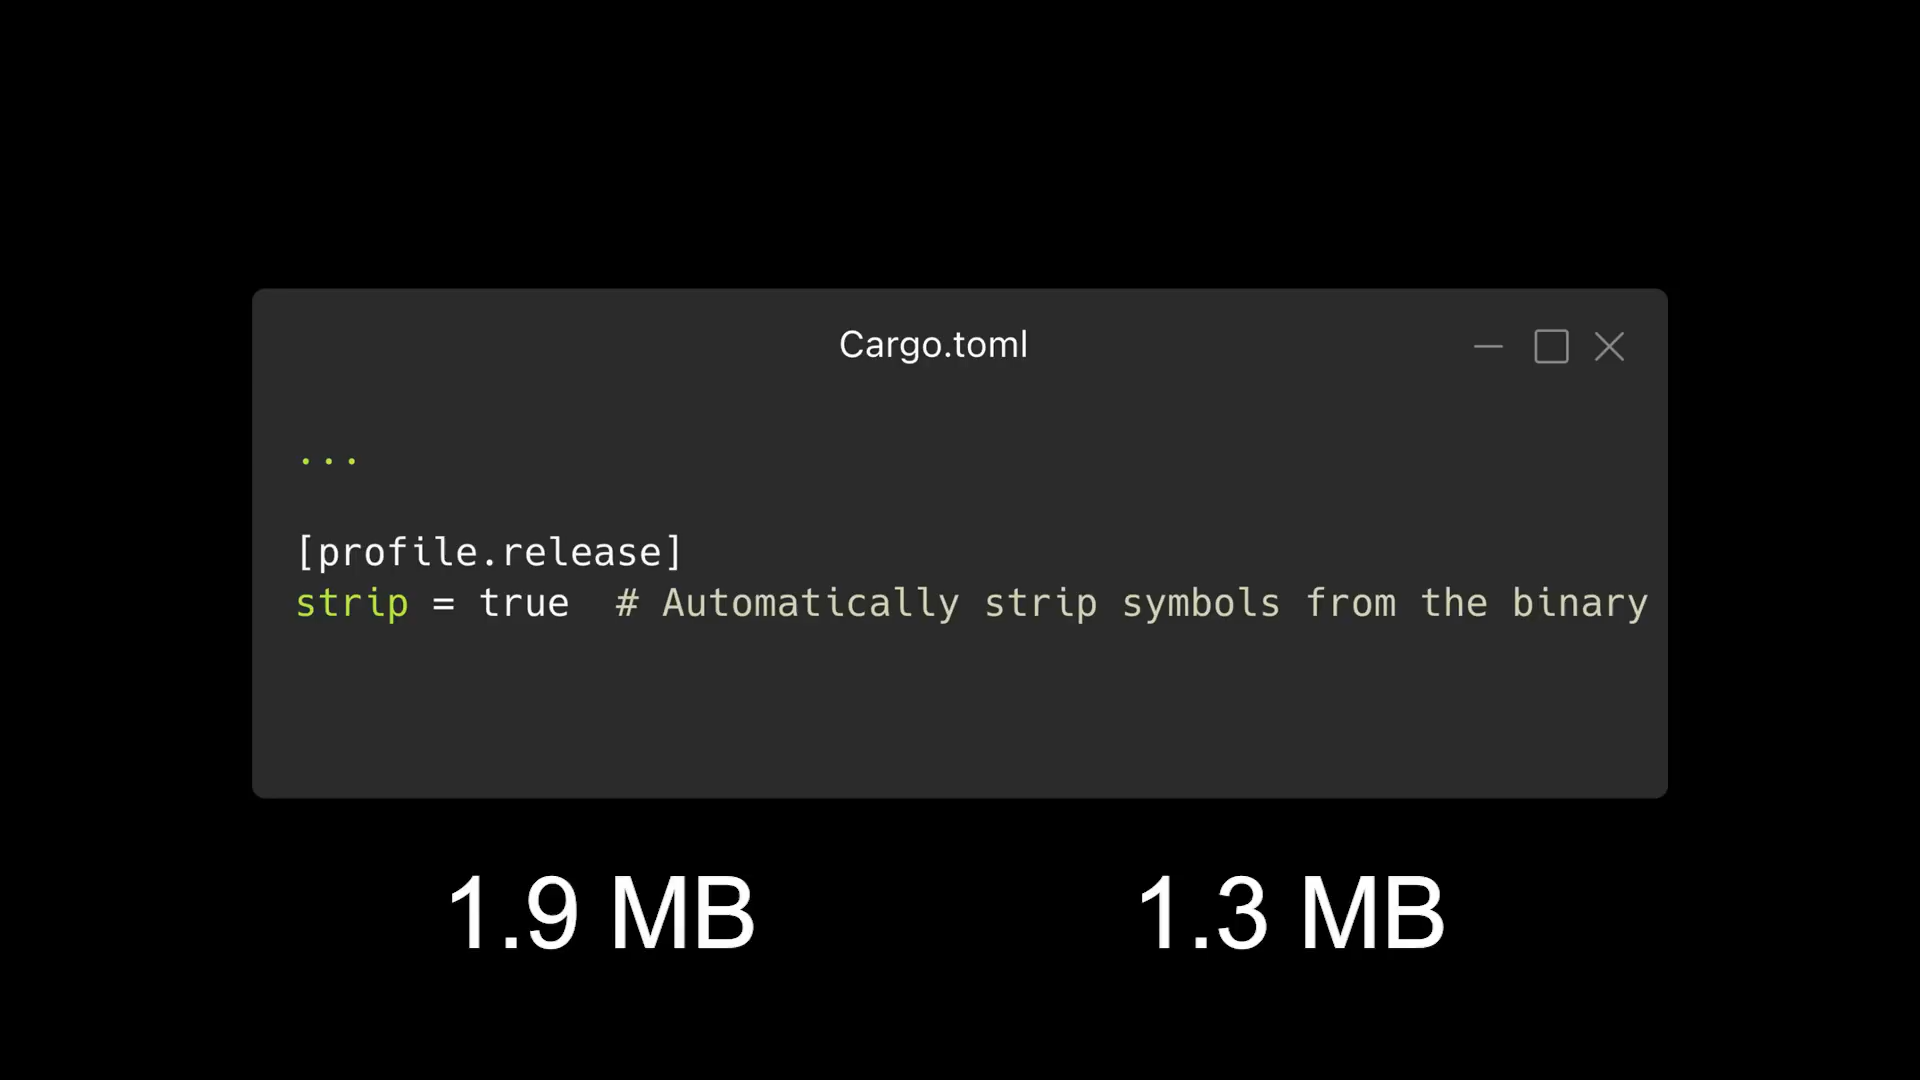 Cargo.toml
...
[profile.release]
strip = true  # Automatically strip symbols from the binary
1.9 MB
1.3 MB